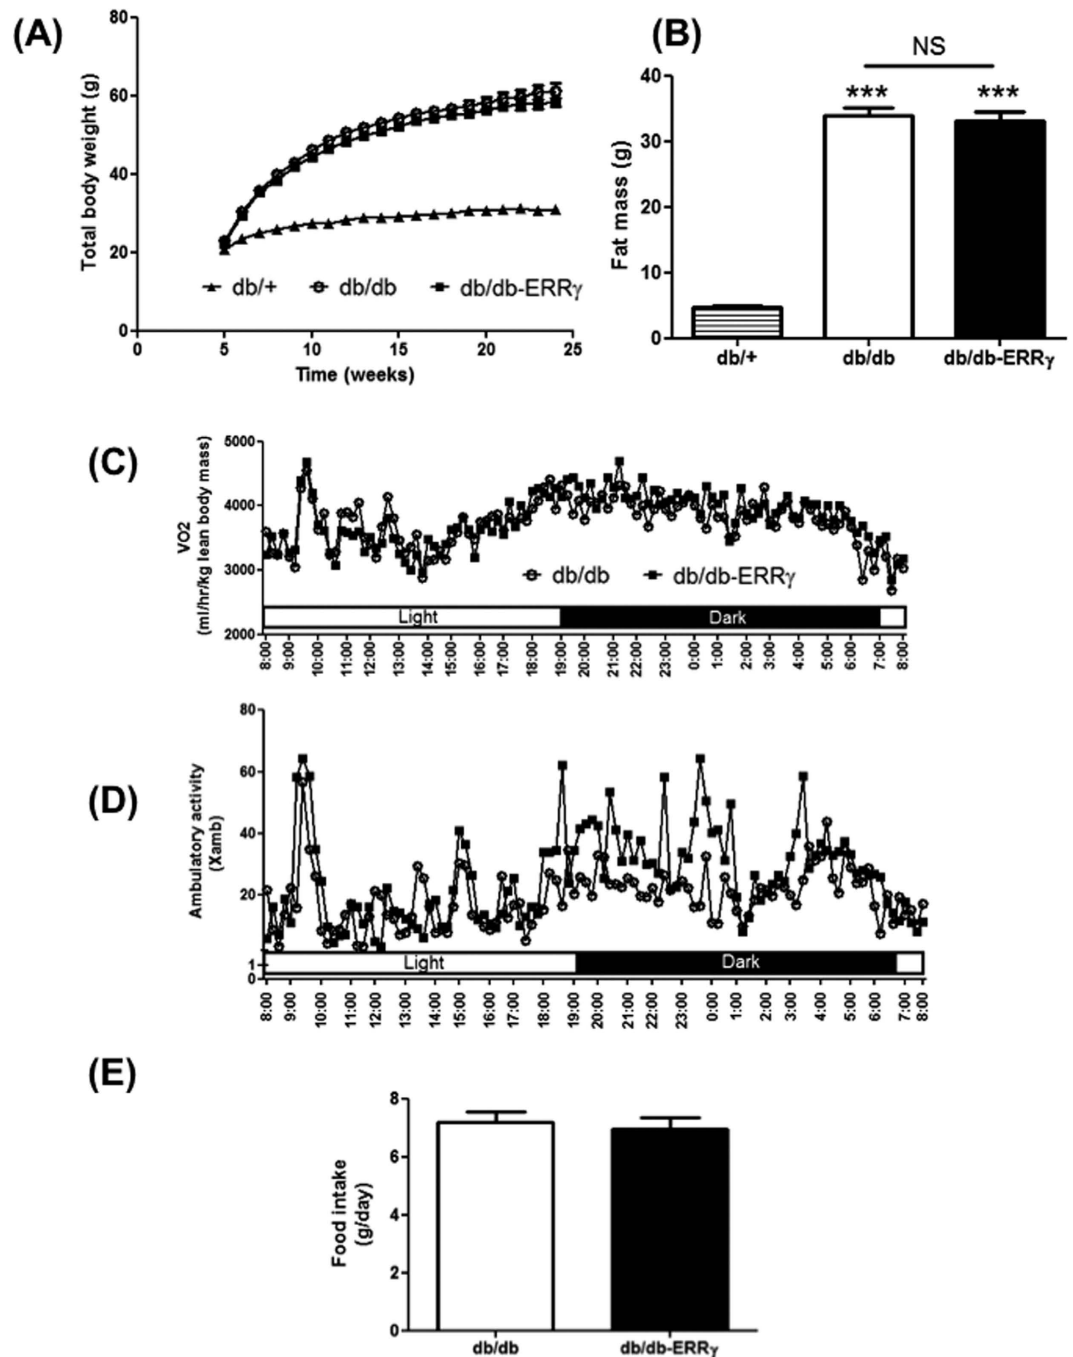 (A)
Total body weight (g)
80
60
40
20
0
db/+ db/db db/db-ERRγ
0 5 10 15 20 25
Time (weeks)
(B)
NS
*** ***
Fat mass (g)
40
30
20
10
0
db/+ db/db db/db-ERRγ
(C)
VO2
(ml/hr/kg lean body mass)
5000
4000
3000
2000
db/db db/db-ERRγ
Light Dark
8:00 9:00 10:00 11:00 12:00 13:00 14:00 15:00 16:00 17:00 18:00 19:00 20:00 21:00 22:00 23:00 0:00 1:00 2:00 3:00 4:00 5:00 6:00 7:00 8:00
(D)
Ambulatory activity
(Xamb)
80
60
40
20
1
0
Light Dark
8:00 9:00 10:00 11:00 12:00 13:00 14:00 15:00 16:00 17:00 18:00 19:00 20:00 21:00 22:00 23:00 0:00 1:00 2:00 3:00 4:00 5:00 6:00 7:00 8:00
(E)
Food intake
(g/day)
8
6
4
2
0
db/db db/db-ERRγ